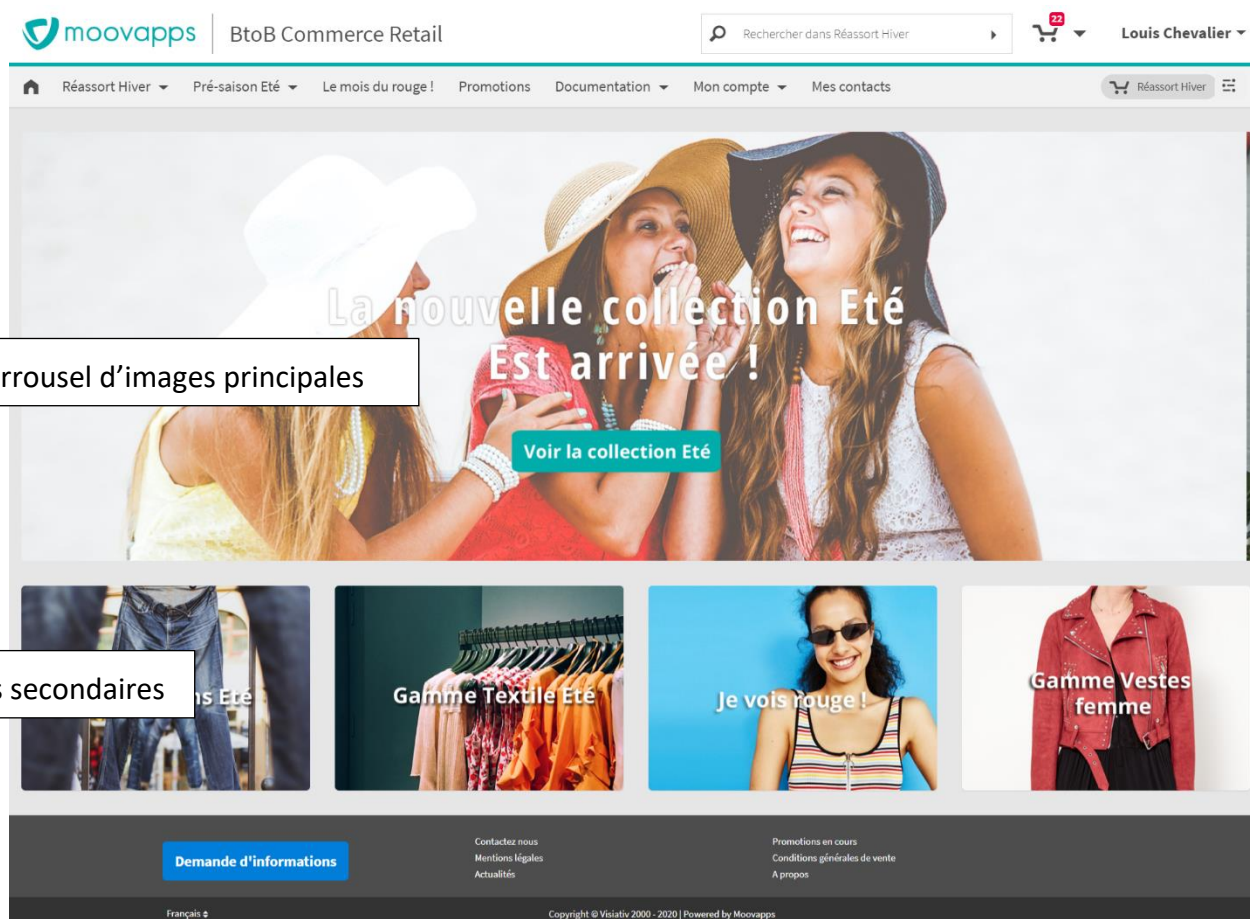 moovapps
BtoB Commerce Retail
Rechercher dans Réassort Hiver
22
Louis Chevalier
Réassort Hiver
Pré-saison Eté
Le mois du rouge !
Promotions
Documentation
Mon compte
Mes contacts
Réassort Hiver
La nouvelle collection Eté
Est arrivée !
rrousel d’images principales
Voir la collection Eté
s secondaires
ns Eté
Gamme Textile Eté
Je vois rouge !
Gamme Vestes
femme
Demande d'informations
Contactez nous
Mentions légales
Actualités
Promotions en cours
Conditions générales de vente
A propos
Français
Copyright © Visiativ 2000 - 2020 | Powered by Moovapps